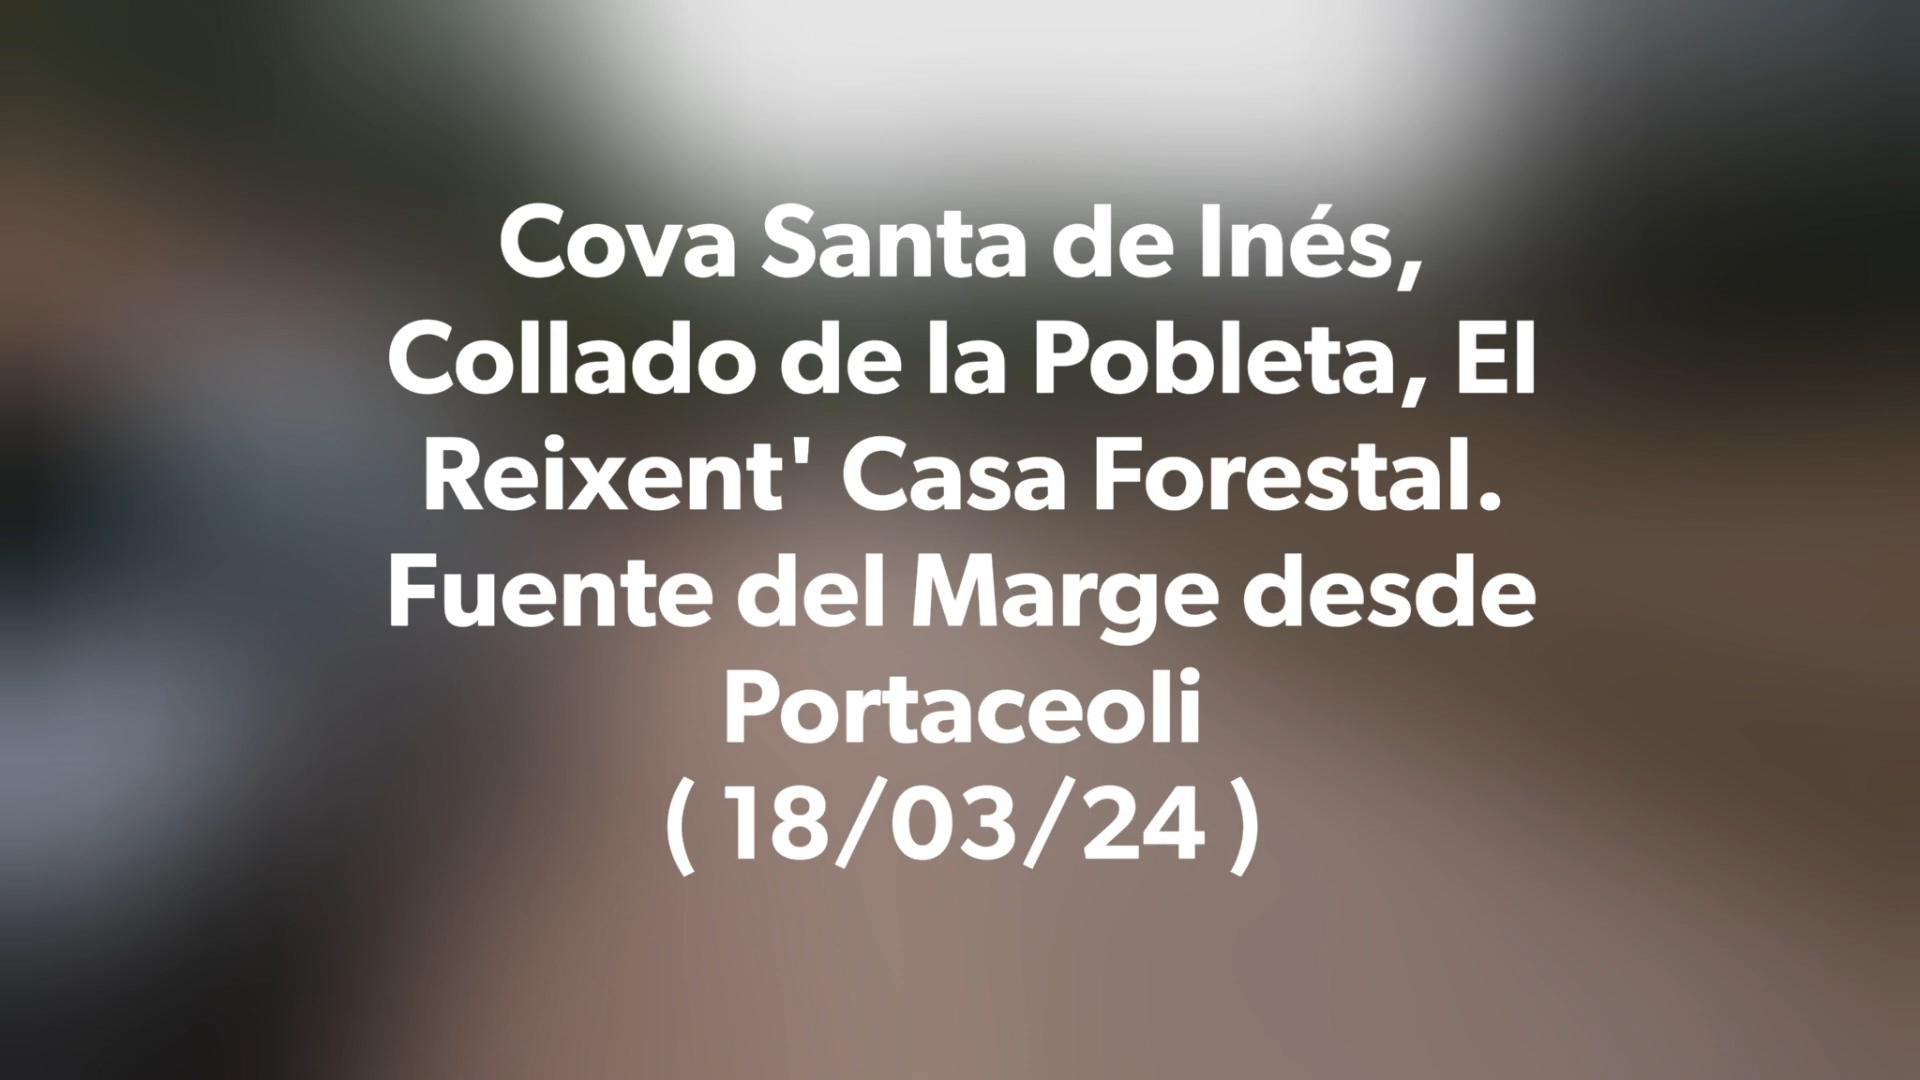 Cova Santa de Inés,
Collado de la Pobleta, El
Reixent' Casa Forestal.
Fuente del Marge desde
Portaceoli
( 18/03/24 )